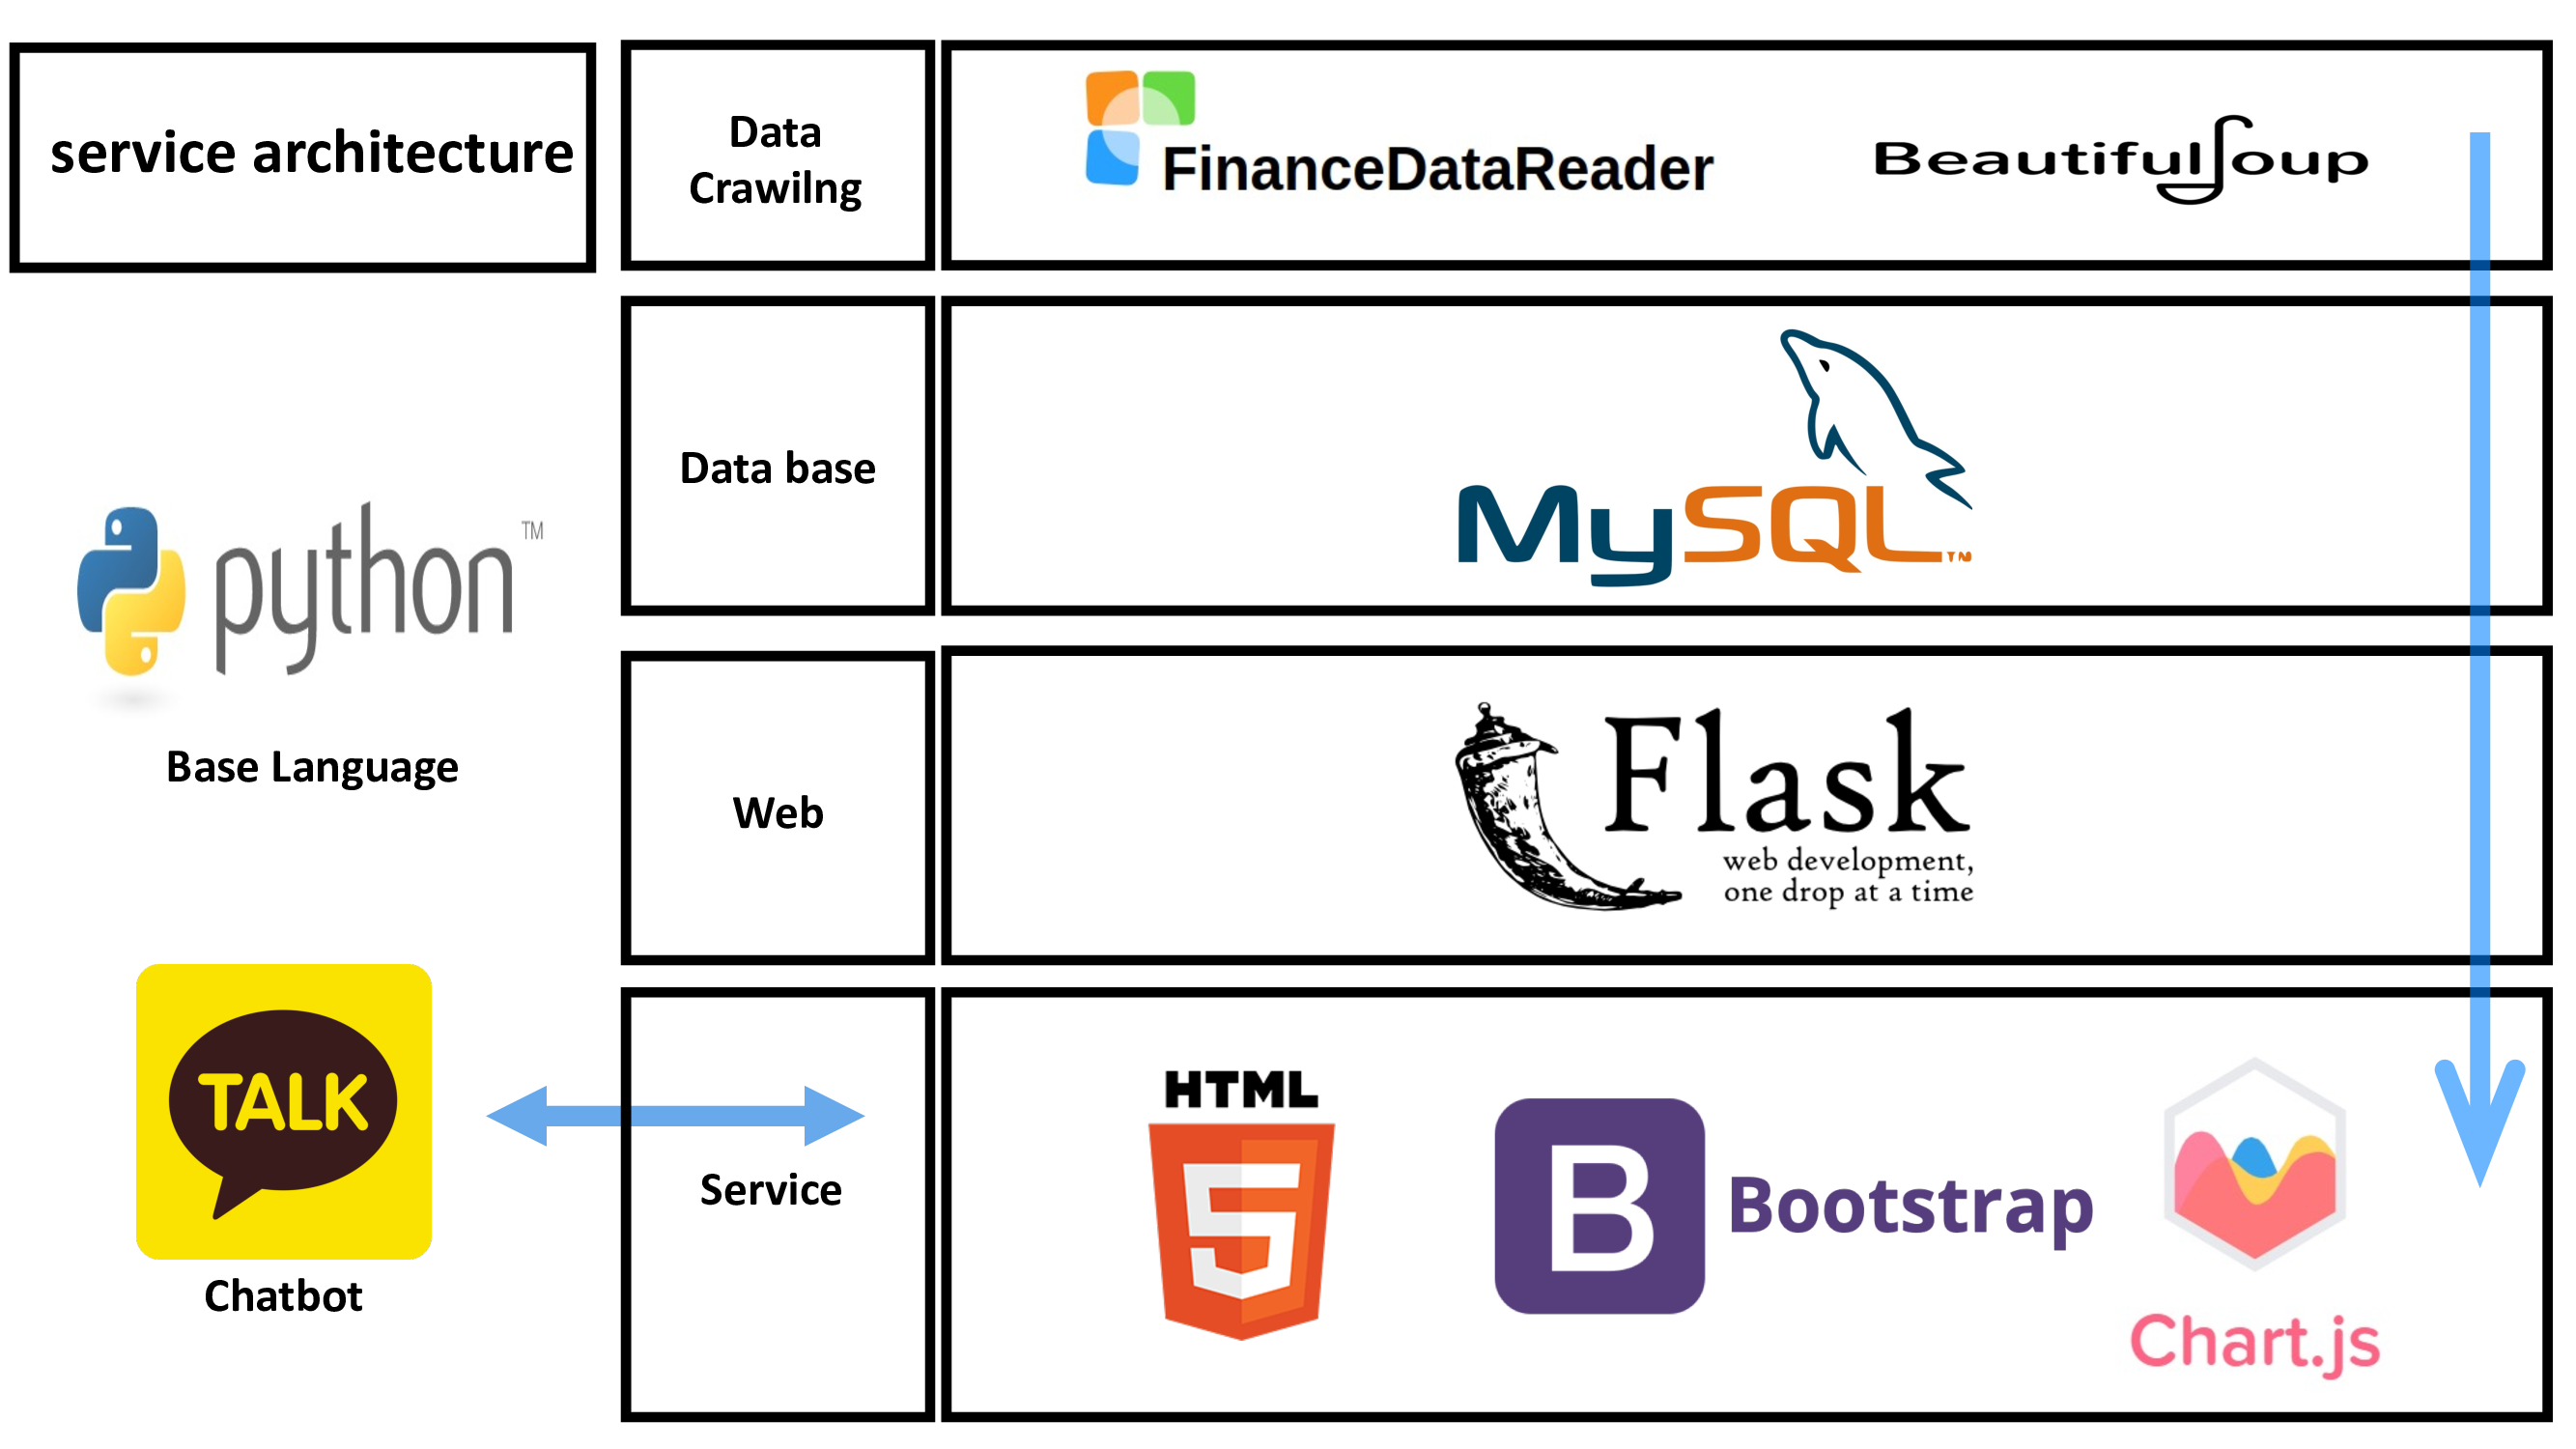 service architecture
Data
Crawilng
FinanceDataReader
BeautifulSoup
Data base
MySQL™
python™
Base Language
Web
Flask
web development,
one drop at a time
TALK
Chatbot
Service
HTML
5
B
Bootstrap
Chart.js